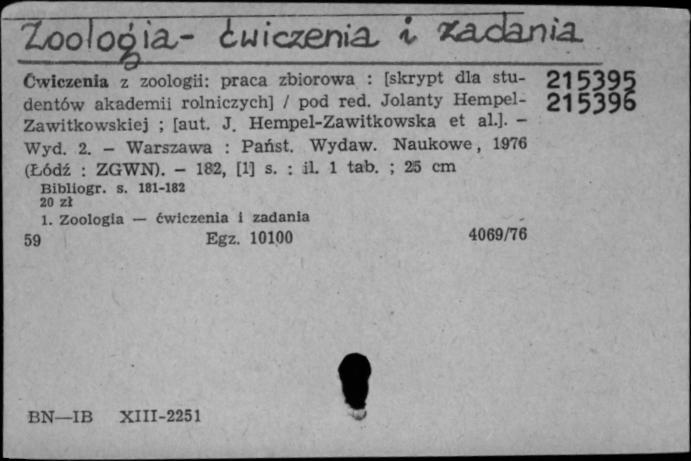 Zoologia- ćwiczenia i zadania
Ćwiczenia z zoologii: praca zbiorowa : [skrypt dla stu- 215395
dentów akademii rolniczych] / pod red. Jolanty Hempel- 215396
Zawitkowskiej ; [aut. J. Hempel-Zawitkowska et al.]. —
Wyd. 2. — Warszawa : Państ. Wydaw. Naukowe, 1976
(Łódź : ZGWN). — 182, [1] s. : il. 1 tab. ; 25 cm
Bibliogr. s. 181-182
20 zł
1. Zoologia — ćwiczenia i zadania
59 Egz. 10100 4069/76
BN—IB XIII-2251